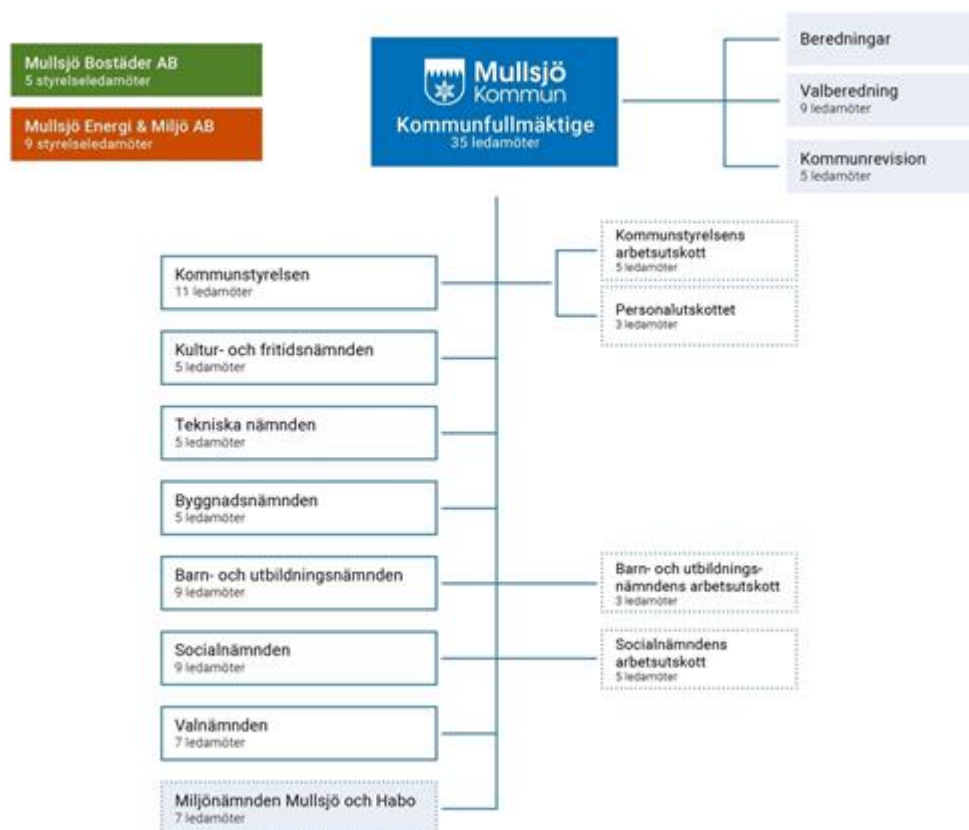 Mullsjö Bostäder AB
5 styrelseledamöter
Mullsjö Energi & Miljö AB
9 styrelseledamöter
Mullsjö
Kommun
Kommunfullmäktige
35 ledamöter
Beredningar
Valberedning
9 ledamöter
Kommunrevision
5 ledamöter
Kommunstyrelsen
11 ledamöter
Kommunstyrelsens
arbetsutskott
5 ledamöter
Personalutskottet
3 ledamöter
Kultur- och fritidsnämnden
5 ledamöter
Tekniska nämnden
5 ledamöter
Byggnadsnämnden
5 ledamöter
Barn- och utbildningsnämnden
9 ledamöter
Barn- och utbildnings-
nämndens arbetsutskott
3 ledamöter
Socialnämnden
9 ledamöter
Socialnämndens
arbetsutskott
5 ledamöter
Valnämnden
7 ledamöter
Miljönämnden Mullsjö och Habo
7 ledamöter